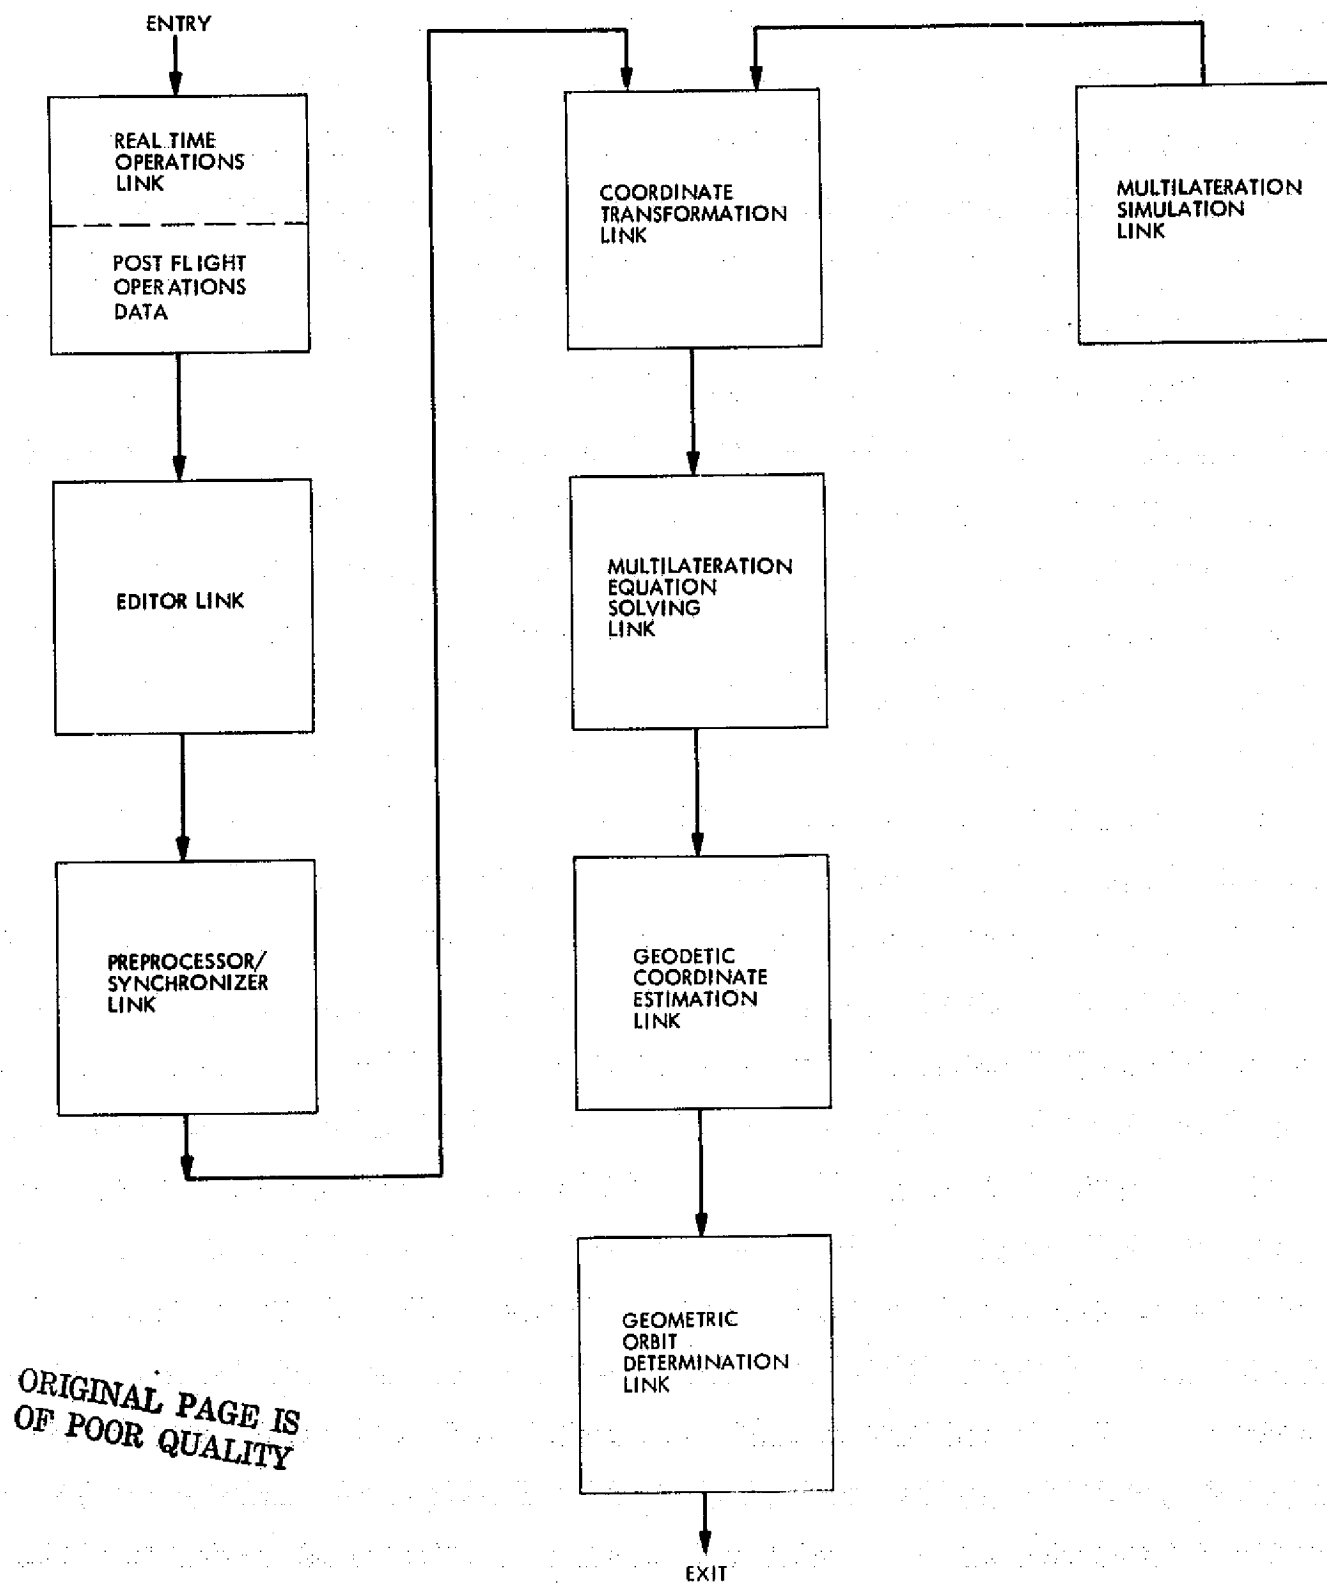 ENTRY
REAL TIME
OPERATIONS
LINK
POST FLIGHT
OPERATIONS
DATA
EDITOR LINK
PREPROCESSOR/
SYNCHRONIZER
LINK
COORDINATE
TRANSFORMATION
LINK
MULTILATERATION
EQUATION
SOLVING
LINK
GEODETIC
COORDINATE
ESTIMATION
LINK
GEOMETRIC
ORBIT
DETERMINATION
LINK
EXIT
MULTILATERATION
SIMULATION
LINK
ORIGINAL PAGE IS
OF POOR QUALITY